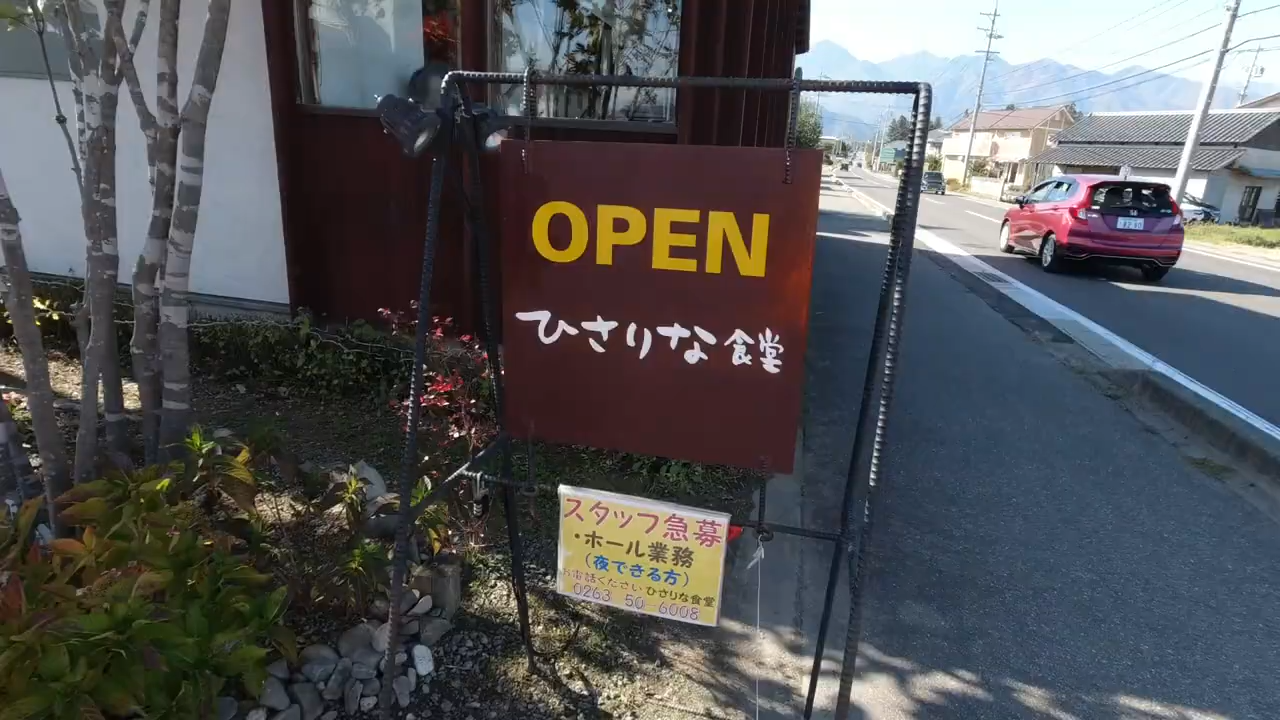 OPEN
ひさりな食堂
スタッフ急募
・ホール業務
(夜できる方)
お電話ください ひさりな食堂
0263 50-6008